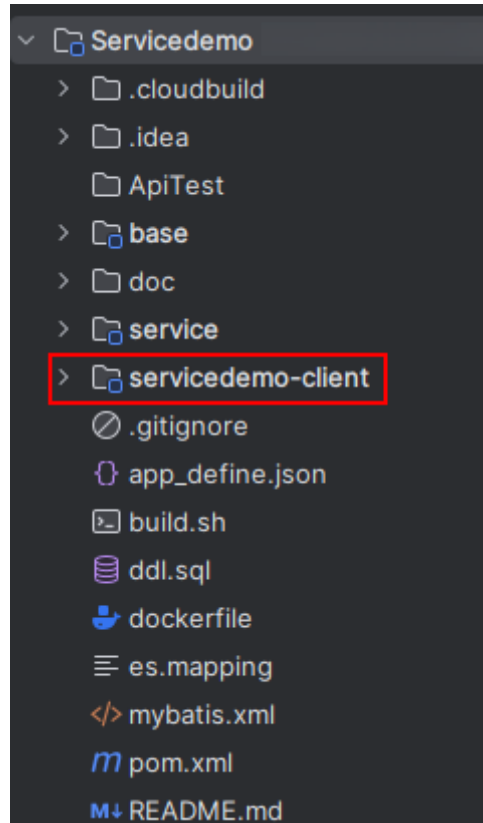 Servicedemo
.cloudbuild
.idea
ApiTest
base
doc
service
servicedemo-client
.gitignore
{} app_define.json
build.sh
ddl.sql
dockerfile
es.mapping
</> mybatis.xml
m pom.xml
M↓ README.md